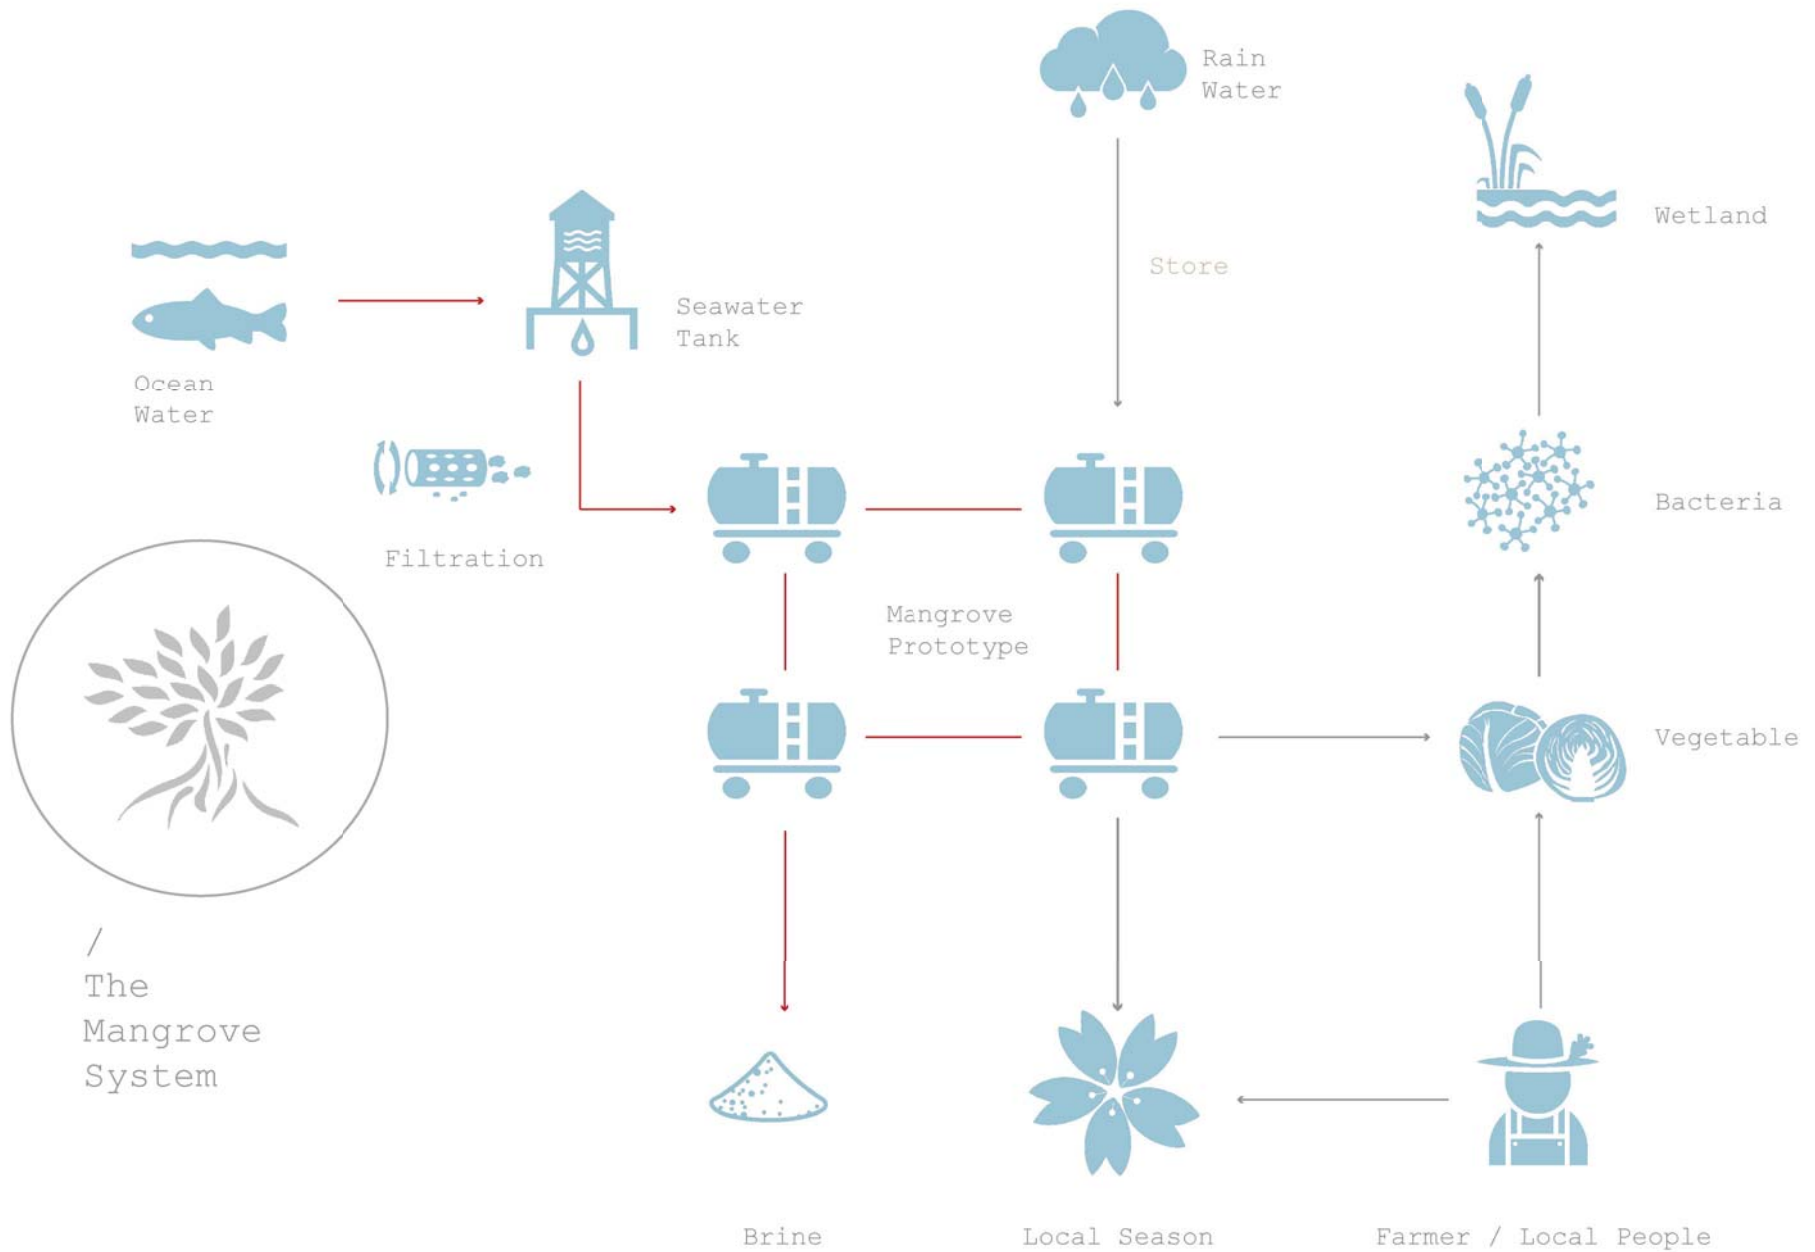 Rain
Water
Wetland
Store
Seawater
Tank
Ocean
Water
Bacteria
Filtration
Mangrove
Prototype
Vegetable
/
The
Mangrove
System
Brine
Local Season
Farmer / Local People